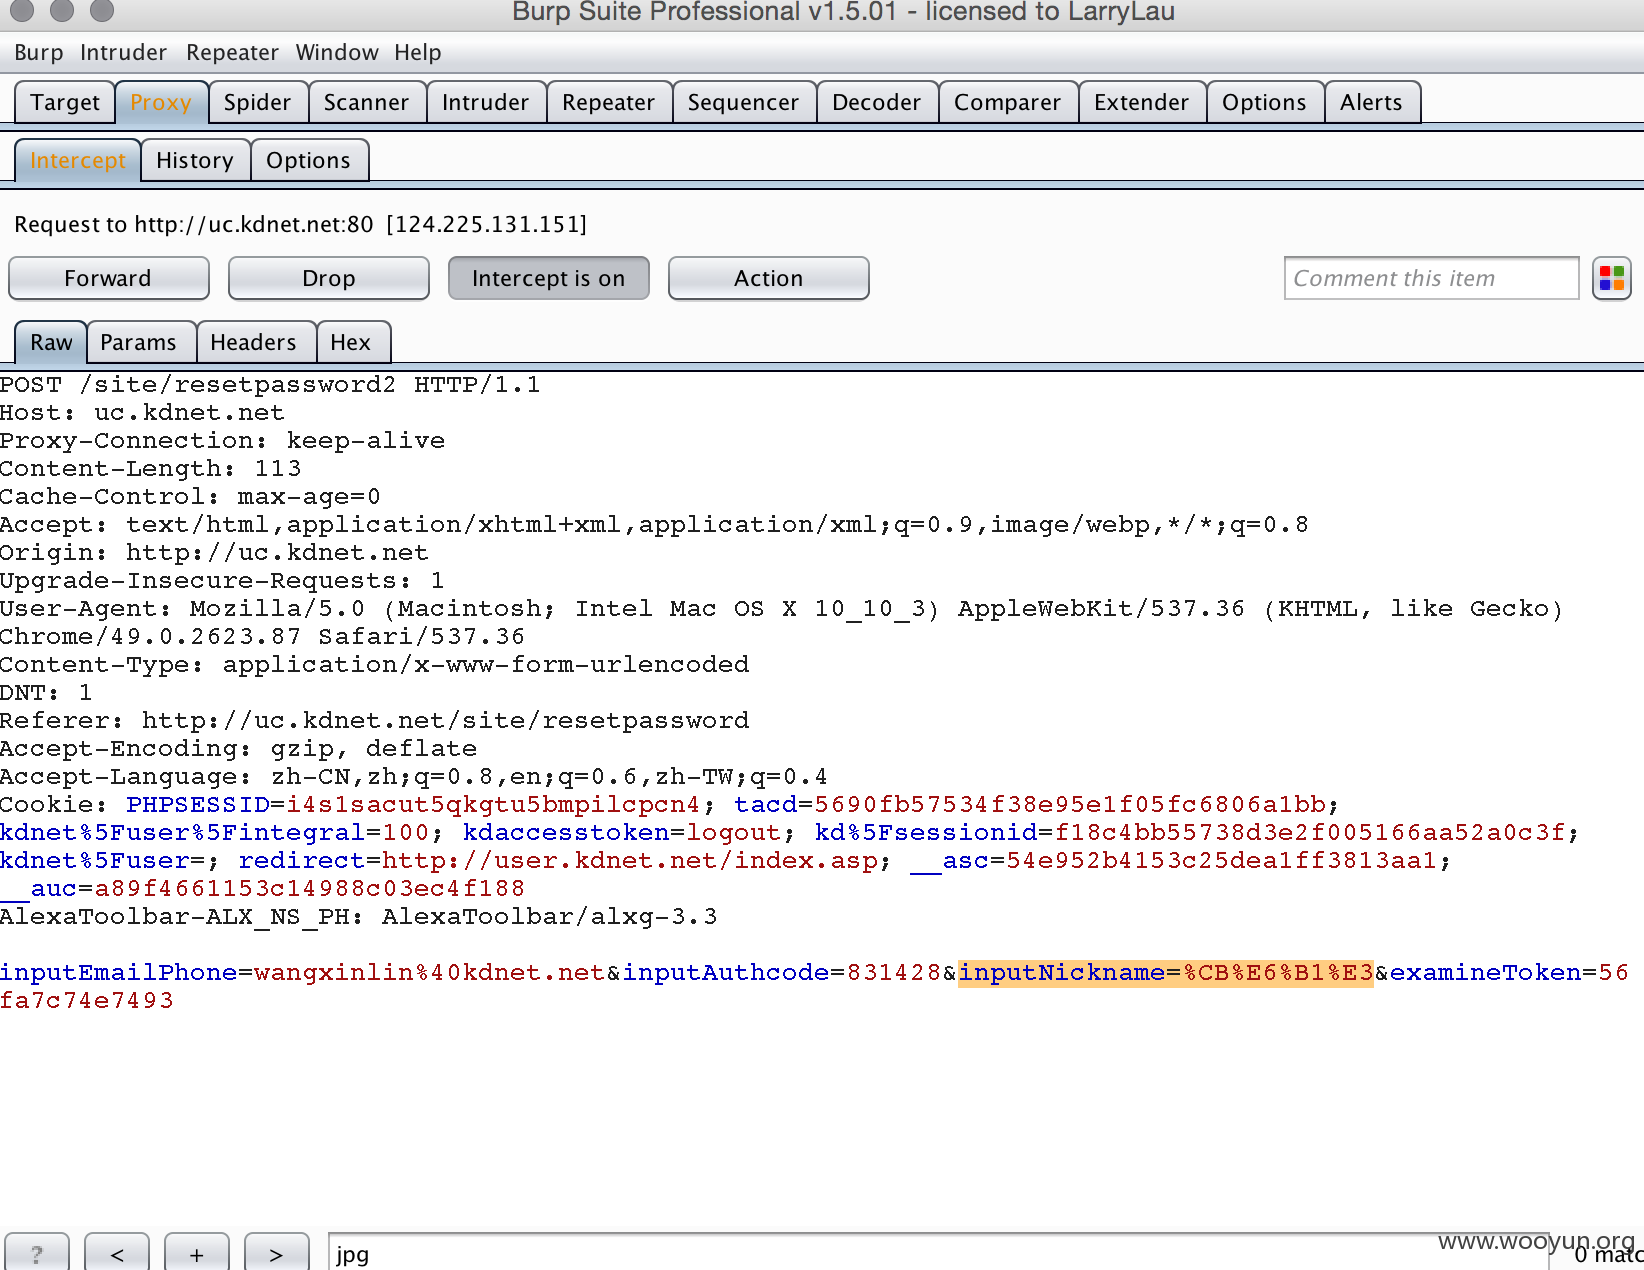 Burp Suite Professional v1.5.01 - licensed to LarryLau
Burp Intruder Repeater Window Help
Target Proxy Spider Scanner Intruder Repeater Sequencer Decoder Comparer Extender Options Alerts
Intercept History Options
Request to http://uc.kdnet.net:80 [124.225.131.151]
Forward Drop Intercept is on Action Comment this item
Raw Params Headers Hex
POST /site/resetpassword2 HTTP/1.1
Host: uc.kdnet.net
Proxy-Connection: keep-alive
Content-Length: 113
Cache-Control: max-age=0
Accept: text/html,application/xhtml+xml,application/xml;q=0.9,image/webp,*/*;q=0.8
Origin: http://uc.kdnet.net
Upgrade-Insecure-Requests: 1
User-Agent: Mozilla/5.0 (Macintosh; Intel Mac OS X 10_10_3) AppleWebKit/537.36 (KHTML, like Gecko)
Chrome/49.0.2623.87 Safari/537.36
Content-Type: application/x-www-form-urlencoded
DNT: 1
Referer: http://uc.kdnet.net/site/resetpassword
Accept-Encoding: gzip, deflate
Accept-Language: zh-CN,zh;q=0.8,en;q=0.6,zh-TW;q=0.4
Cookie: PHPSESSID=i4s1sacut5qkgtu5bmpilcpcn4; tacd=5690fb57534f38e95e1f05fc6806a1bb;
kdnet%5Fuser%5Fintegral=100; kdaccesstoken=logout; kd%5Fsessionid=f18c4bb55738d3e2f005166aa52a0c3f;
kdnet%5Fuser=; redirect=http://user.kdnet.net/index.asp; __asc=54e952b4153c25dea1ff3813aa1;
__auc=a89f4661153c14988c03ec4f188
AlexaToolbar-ALX_NS_PH: AlexaToolbar/alxg-3.3
inputEmailPhone=wangxinlin%40kdnet.net&inputAuthcode=831428&inputNickname=%CB%E6%B1%E3&examineToken=56
fa7c74e7493
? < + > jpg 0 matc
www.wooyun.org